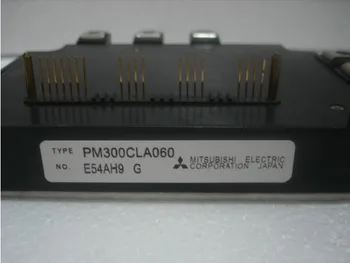 TYPE PM300CLA060
NO. E54AH9 G
MITSUBISHI ELECTRIC
CORPORATION JAPAN